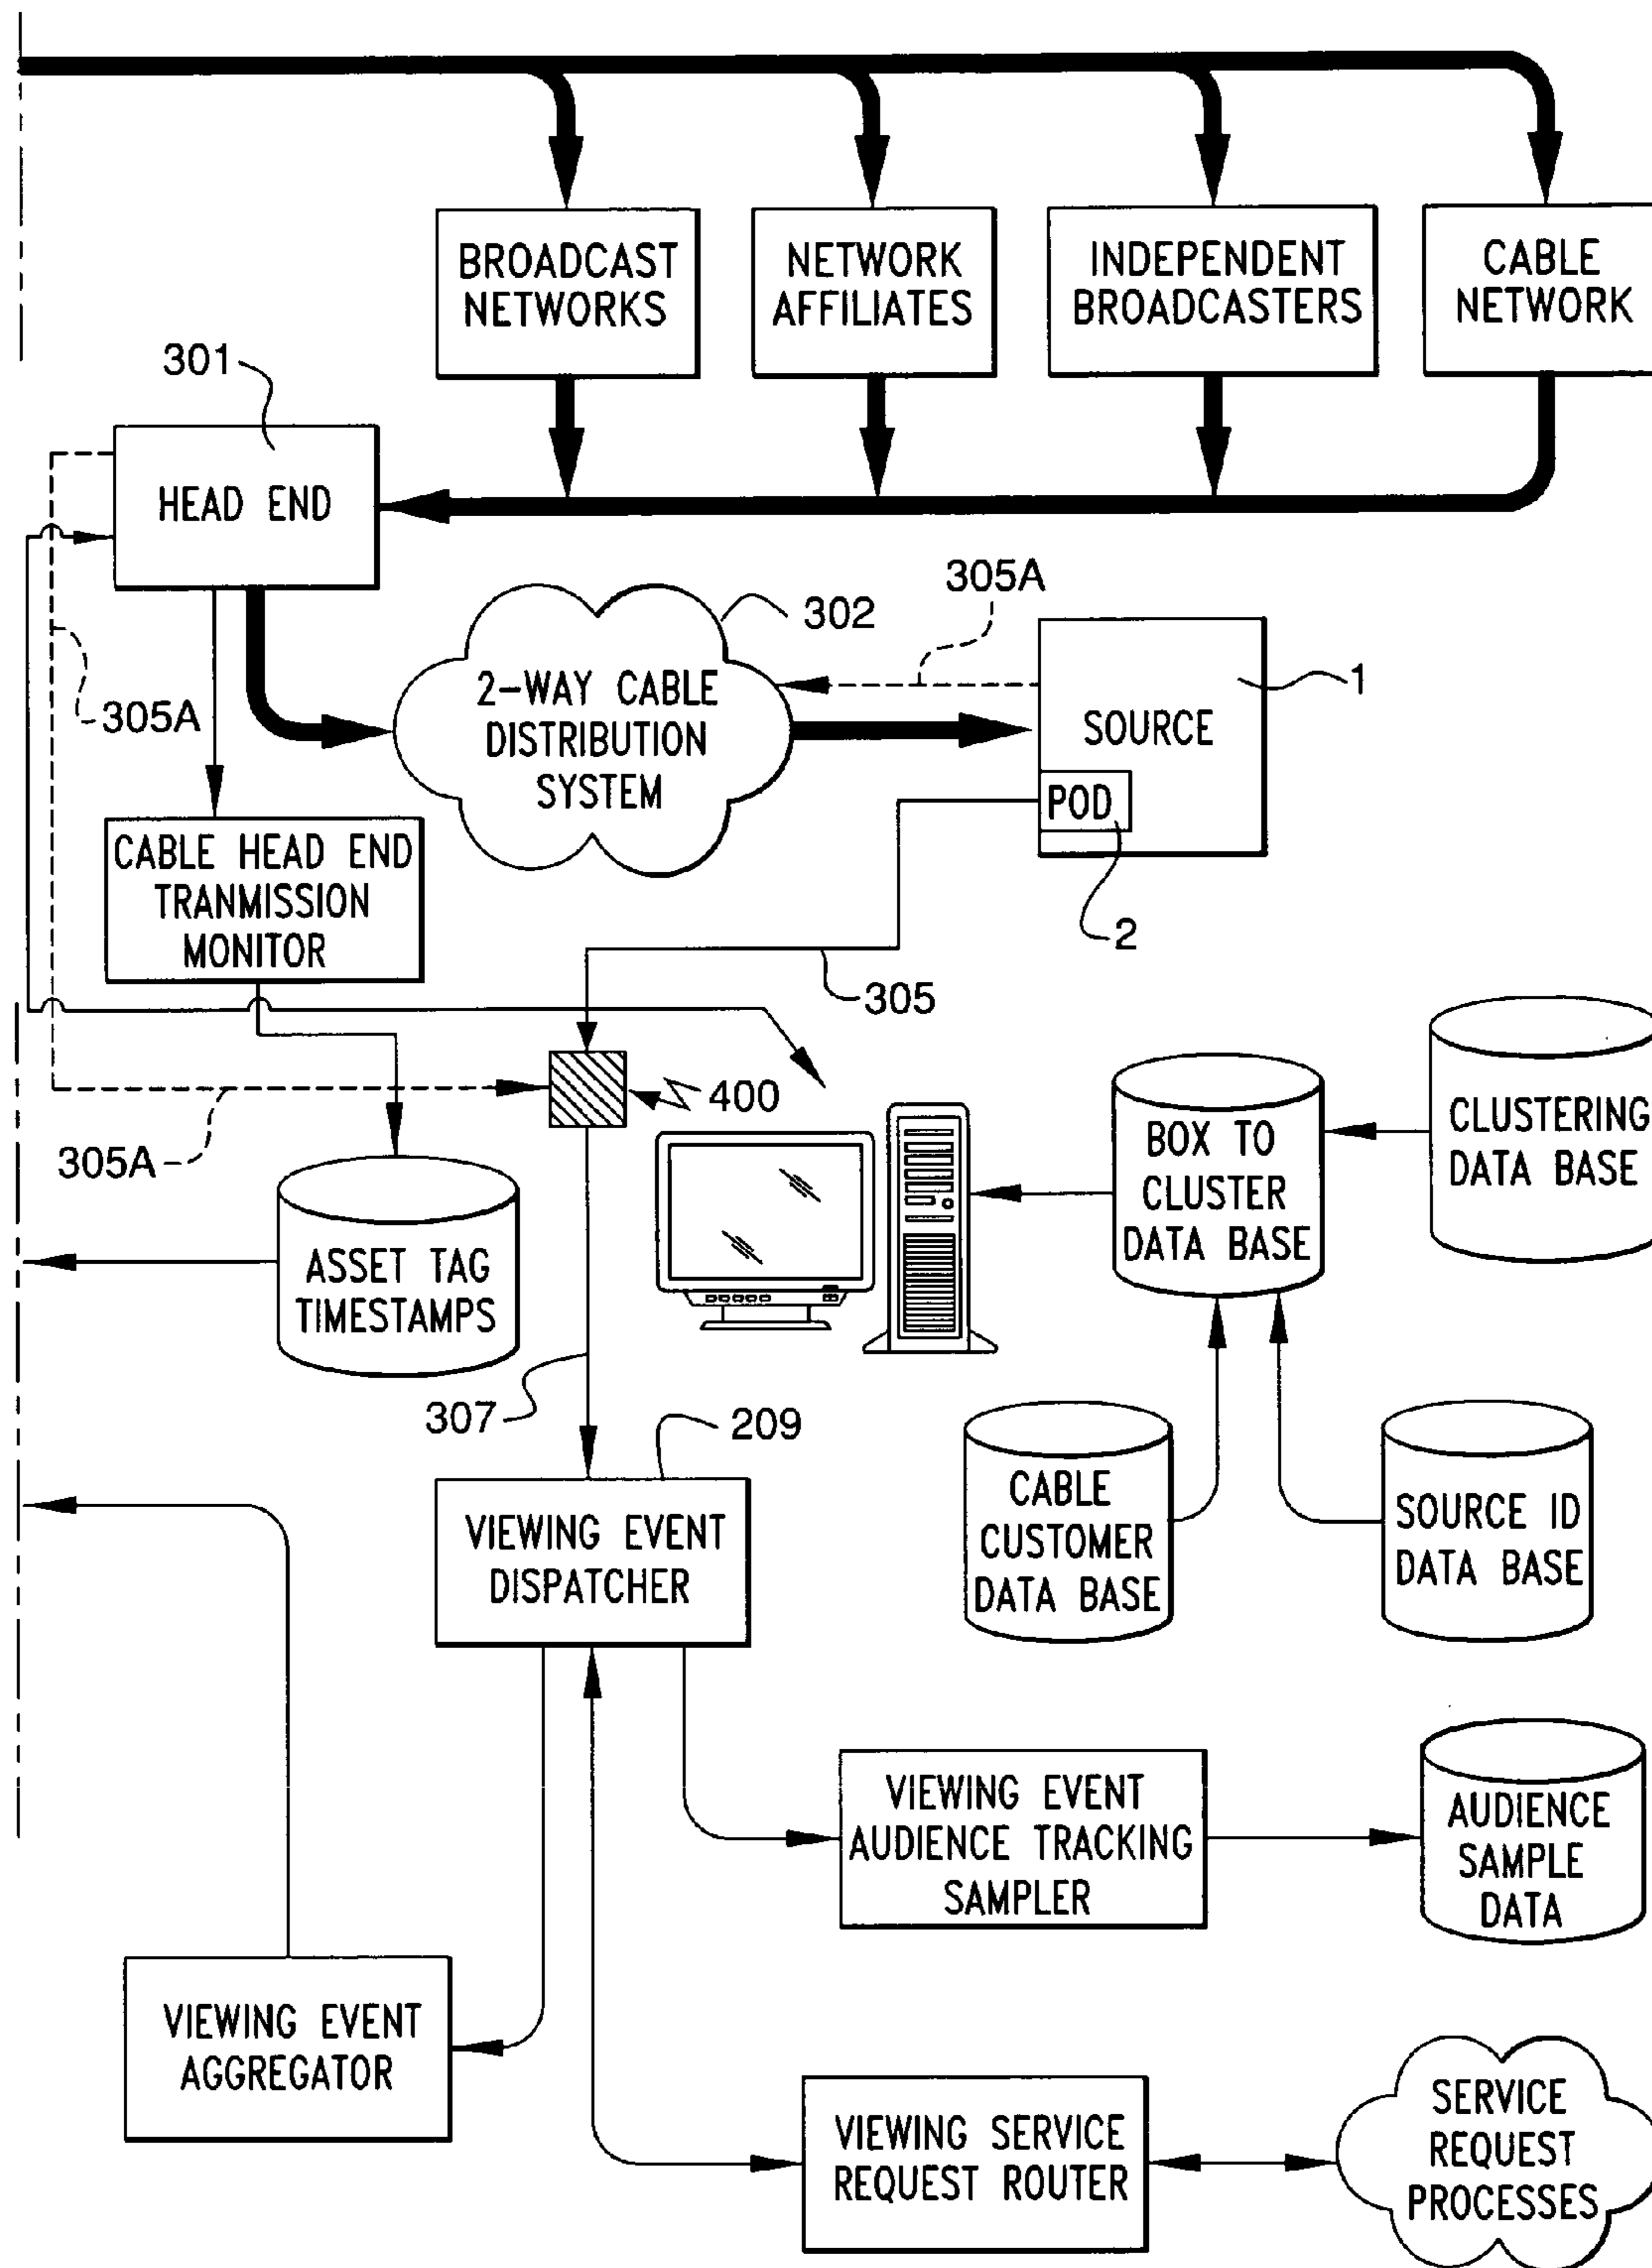 BROADCAST
NETWORKS
NETWORK
AFFILIATES
INDEPENDENT
BROADCASTERS
CABLE
NETWORK
301
HEAD END
305A
302
305A
2-WAY CABLE
DISTRIBUTION
SYSTEM
1
SOURCE
POD
2
CABLE HEAD END
TRANMISSION
MONITOR
305
400
305A
BOX TO
CLUSTER
DATA BASE
CLUSTERING
DATA BASE
ASSET TAG
TIMESTAMPS
307
209
VIEWING EVENT
DISPATCHER
CABLE
CUSTOMER
DATA BASE
SOURCE ID
DATA BASE
VIEWING EVENT
AUDIENCE TRACKING
SAMPLER
AUDIENCE
SAMPLE
DATA
VIEWING EVENT
AGGREGATOR
VIEWING SERVICE
REQUEST ROUTER
SERVICE
REQUEST
PROCESSES